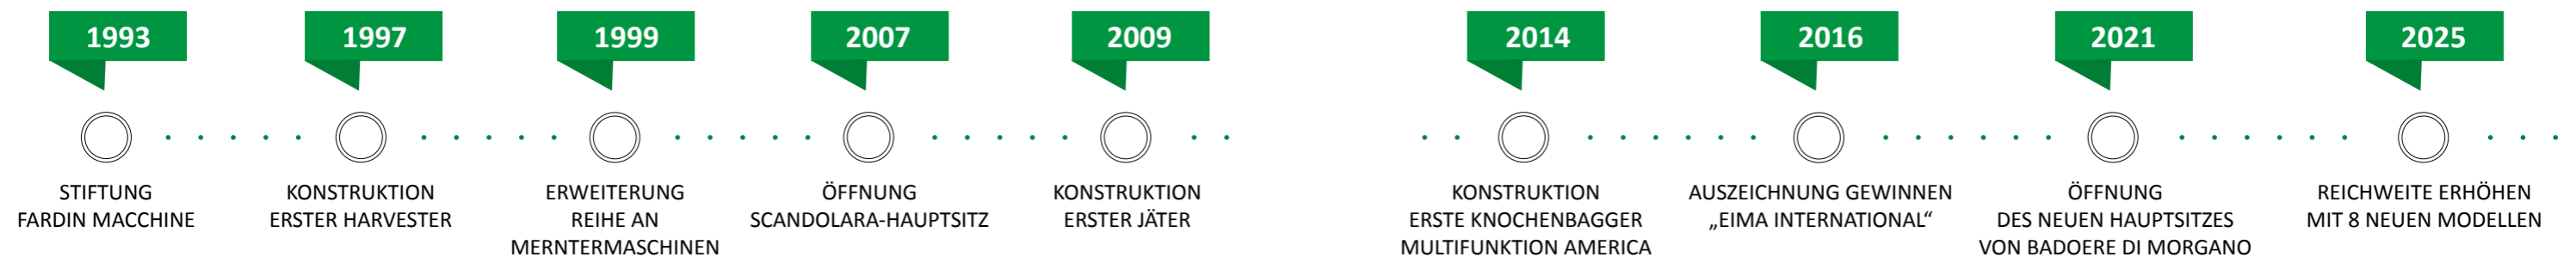 1993
STIFTUNG
FARDIN MACCHINE
1997
KONSTRUKTION
ERSTER HARVESTER
1999
ERWEITERUNG
REIHE AN
MERNTERMASCHINEN
2007
ÖFFNUNG
SCANDOLARA-HAUPTSITZ
2009
KONSTRUKTION
ERSTER JÄTER
2014
KONSTRUKTION
ERSTE KNOCHENBAGGER
MULTIFUNKTION AMERICA
2016
AUSZEICHNUNG GEWINNEN
„EIMA INTERNATIONAL“
2021
ÖFFNUNG
DES NEUEN HAUPTSITZES
VON BADOERE DI MORGANO
2025
REICHWEITE ERHÖHEN
MIT 8 NEUEN MODELLEN